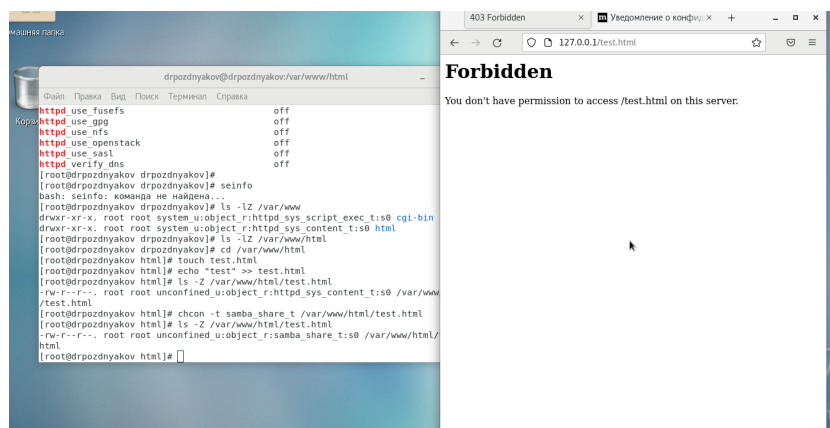 машняя папка
Корзи
drpozdnyakov@drpozdnyakov:/var/www/html
Файл Правка Вид Поиск Терминал Справка
httpd_use_fusefs off
httpd_use_gpg off
httpd_use_nfs off
httpd_use_openstack off
httpd_use_sasl off
httpd_verify_dns off
[root@drpozdnyakov drpozdnyakov]#
[root@drpozdnyakov drpozdnyakov]# seinfo
bash: seinfo: команда не найдена...
[root@drpozdnyakov drpozdnyakov]# ls -lZ /var/www
drwxr-xr-x. root root system_u:object_r:httpd_sys_script_exec_t:s0 cgi-bin
drwxr-xr-x. root root system_u:object_r:httpd_sys_content_t:s0 html
[root@drpozdnyakov drpozdnyakov]# ls -lZ /var/www/html
[root@drpozdnyakov drpozdnyakov]# cd /var/www/html
[root@drpozdnyakov html]# touch test.html
[root@drpozdnyakov html]# echo "test" >> test.html
[root@drpozdnyakov html]# ls -Z /var/www/html/test.html
-rw-r--r--. root root unconfined_u:object_r:httpd_sys_content_t:s0 /var/www
/test.html
[root@drpozdnyakov html]# chcon -t samba_share_t /var/www/html/test.html
[root@drpozdnyakov html]# ls -Z /var/www/html/test.html
-rw-r--r--. root root unconfined_u:object_r:samba_share_t:s0 /var/www/html/
html
[root@drpozdnyakov html]#
403 Forbidden
Уведомление о конфид
127.0.0.1/test.html
Forbidden
You don't have permission to access /test.html on this server.